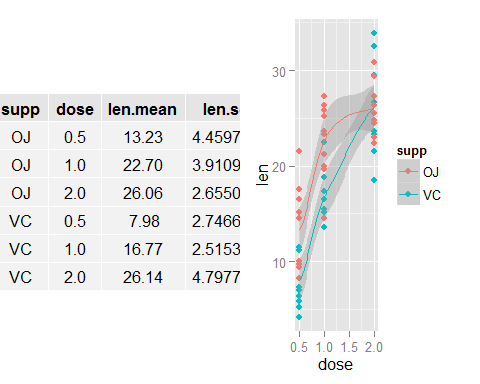 supp dose len.mean len.s
OJ 0.5 13.23 4.4597
OJ 1.0 22.70 3.9109
OJ 2.0 26.06 2.6550
VC 0.5 7.98 2.7466
VC 1.0 16.77 2.5153
VC 2.0 26.14 4.7977
len
30
20
10
0.5 1.0 1.5 2.0
dose
supp
OJ
VC